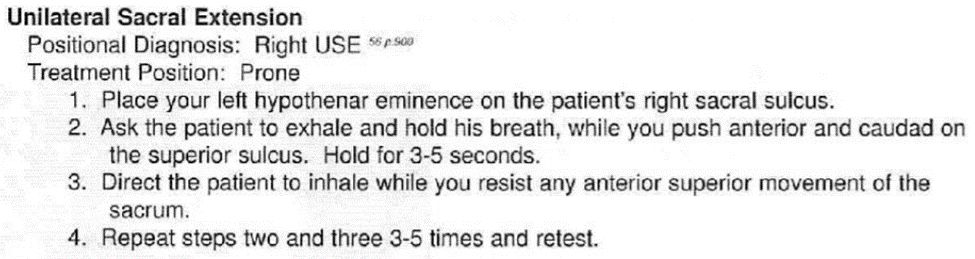 Unilateral Sacral Extension
Positional Diagnosis: Right USE 56 p.900
Treatment Position: Prone
1. Place your left hypothenar eminence on the patient's right sacral sulcus.
2. Ask the patient to exhale and hold his breath, while you push anterior and caudad on
the superior sulcus. Hold for 3-5 seconds.
3. Direct the patient to inhale while you resist any anterior superior movement of the
sacrum.
4. Repeat steps two and three 3-5 times and retest.